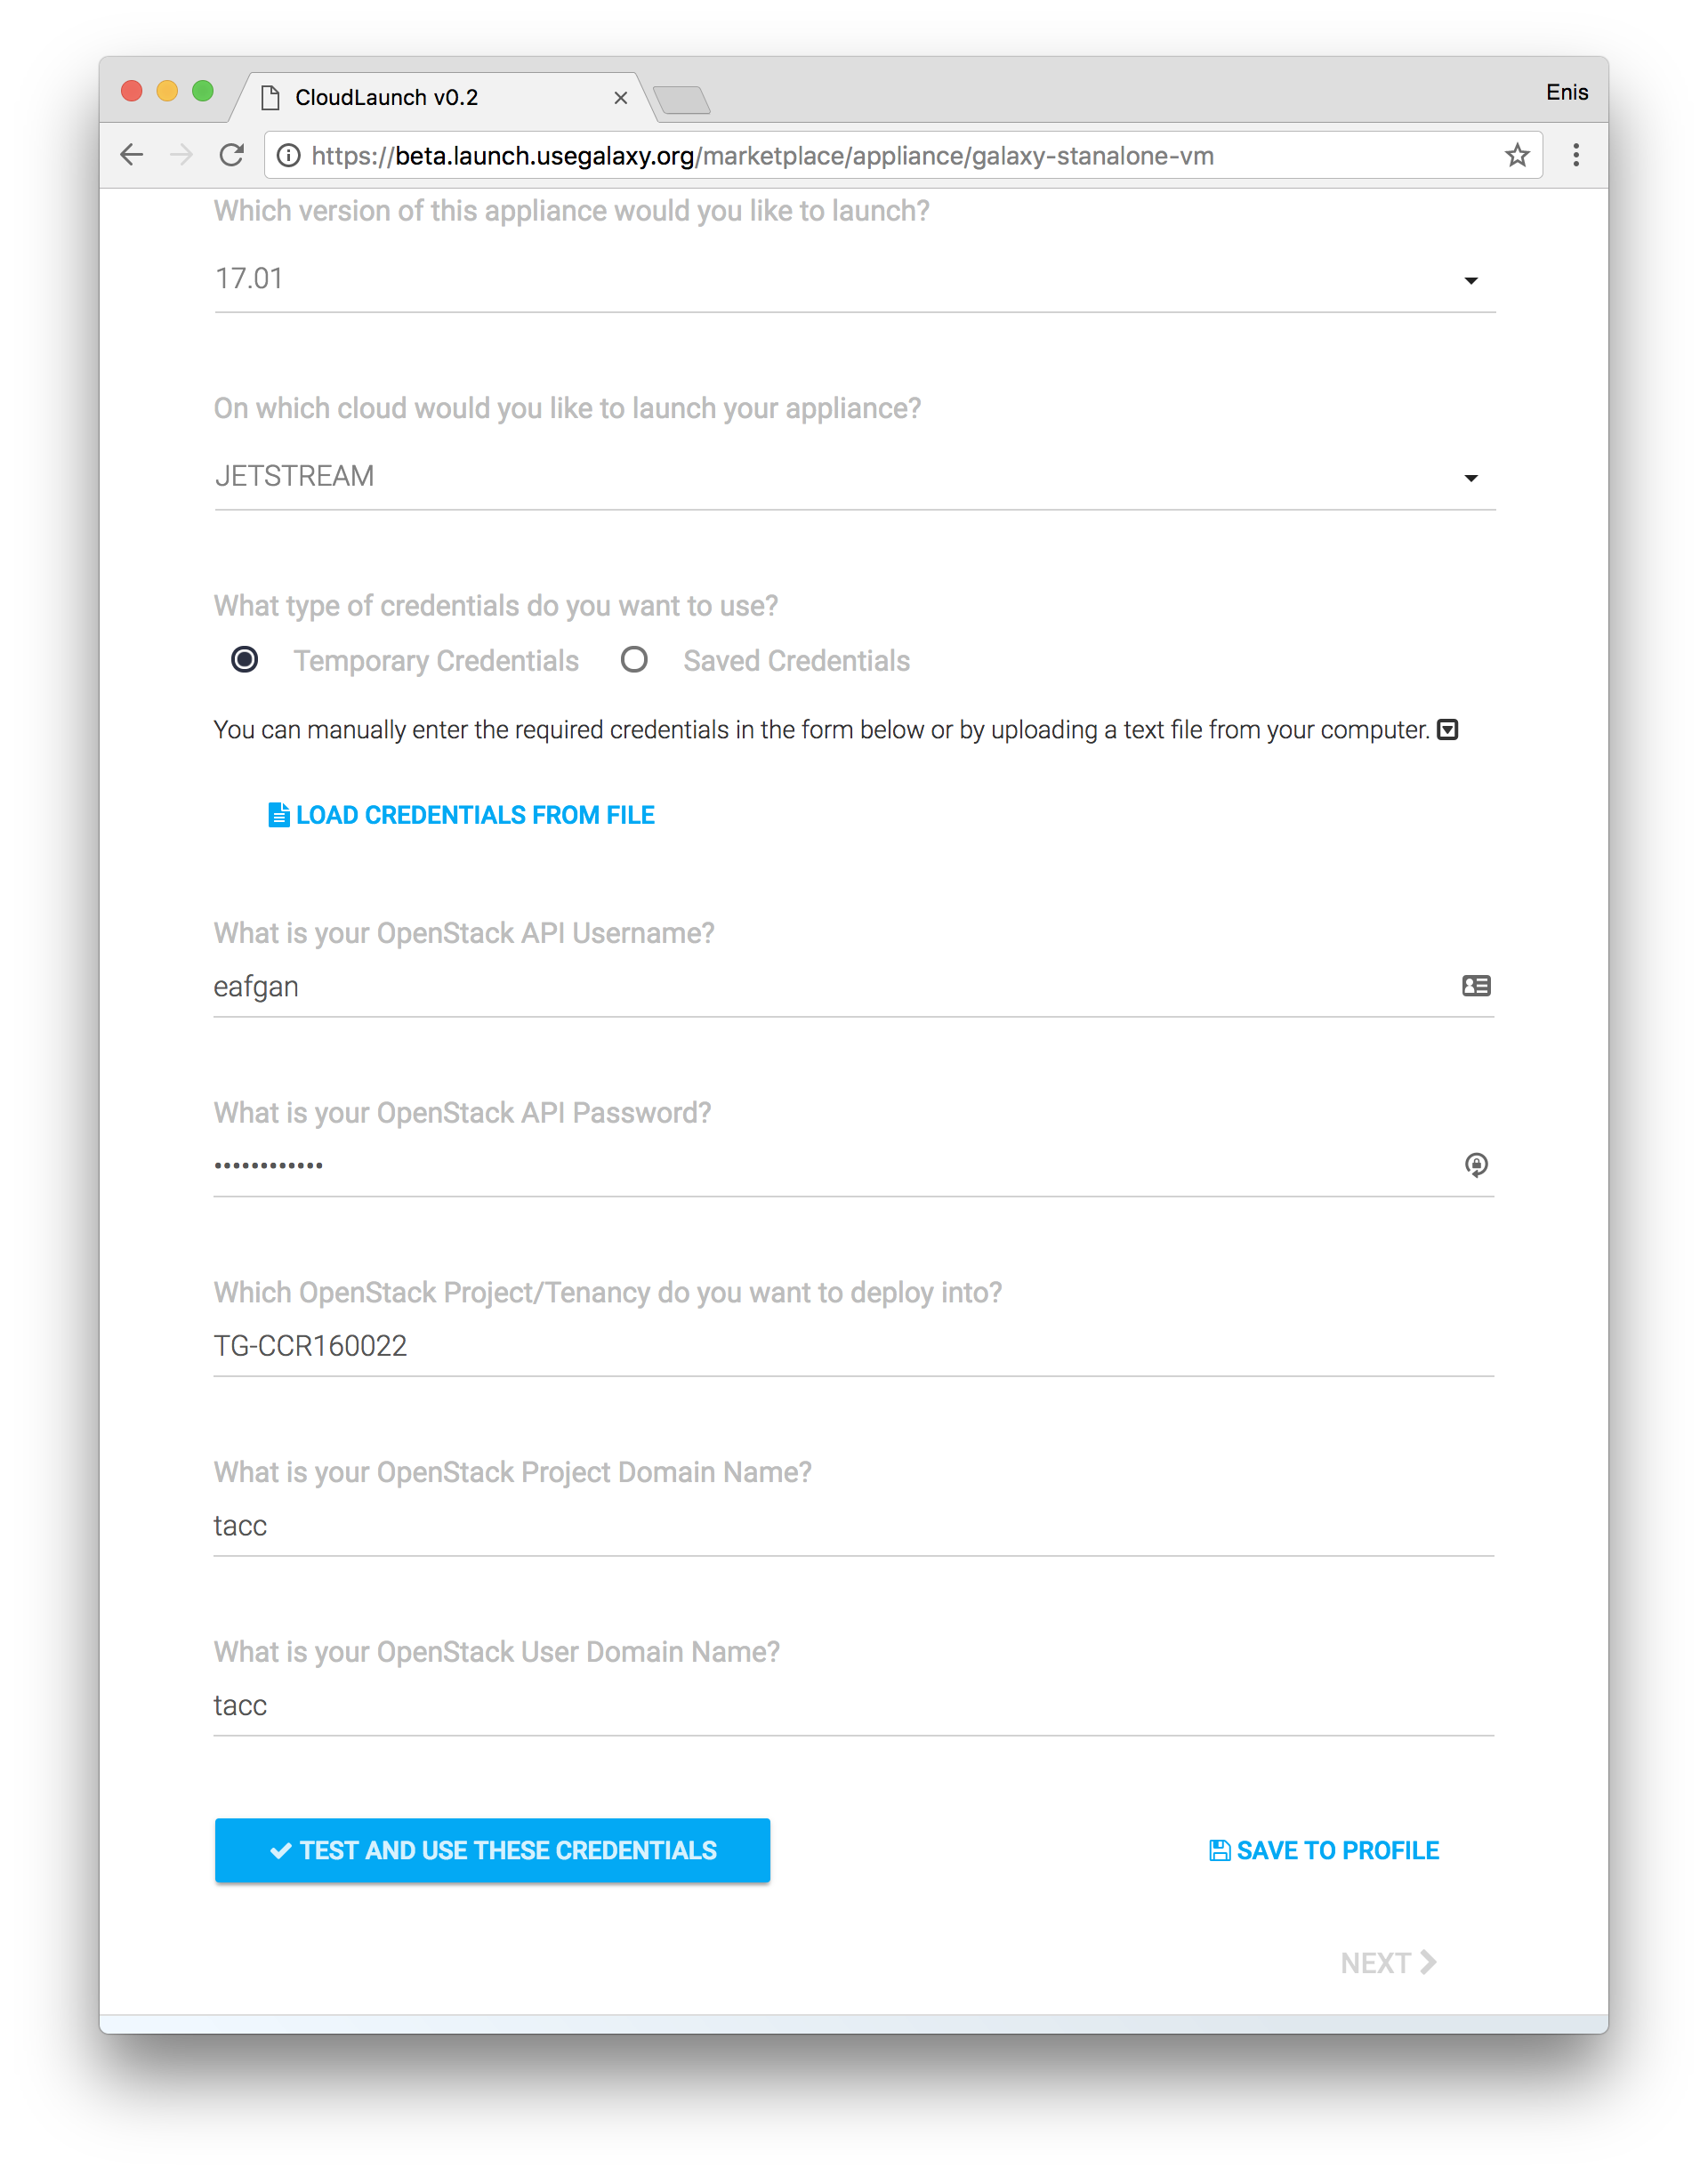 CloudLaunch v0.2
Enis
https://beta.launch.usegalaxy.org/marketplace/appliance/galaxy-stanalone-vm
Which version of this appliance would you like to launch?
17.01
On which cloud would you like to launch your appliance?
JETSTREAM
What type of credentials do you want to use?
Temporary Credentials Saved Credentials
You can manually enter the required credentials in the form below or by uploading a text file from your computer.
LOAD CREDENTIALS FROM FILE
What is your OpenStack API Username?
eafgan
What is your OpenStack API Password?
••••••••••••
Which OpenStack Project/Tenancy do you want to deploy into?
TG-CCR160022
What is your OpenStack Project Domain Name?
tacc
What is your OpenStack User Domain Name?
tacc
TEST AND USE THESE CREDENTIALS SAVE TO PROFILE
NEXT